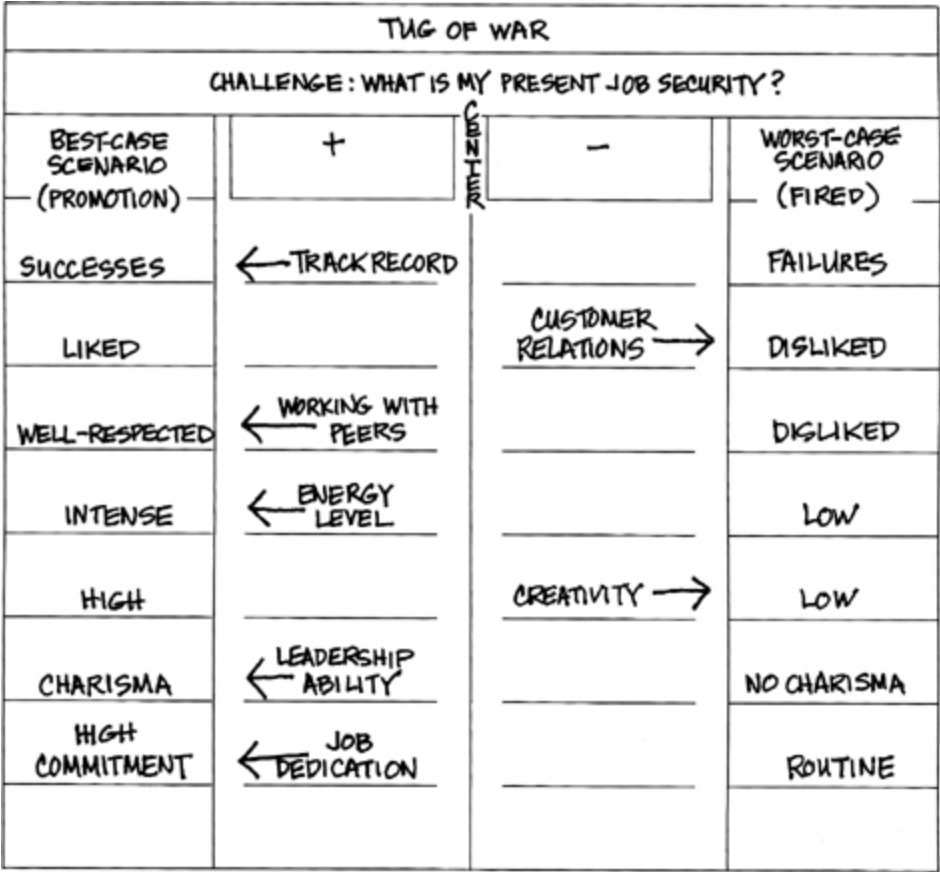 TUG OF WAR
CHALLENGE: WHAT IS MY PRESENT JOB SECURITY?
BEST-CASE
SCENARIO
(PROMOTION)
+
CENTER
-
WORST-CASE
SCENARIO
(FIRED)
SUCCESSES
← TRACK RECORD
FAILURES
LIKED
CUSTOMER
RELATIONS →
DISLIKED
WELL-RESPECTED
← WORKING WITH
PEERS
DISLIKED
INTENSE
← ENERGY
LEVEL
LOW
HIGH
CREATIVITY →
LOW
CHARISMA
← LEADERSHIP
ABILITY
NO CHARISMA
HIGH
COMMITMENT
← JOB
DEDICATION
ROUTINE